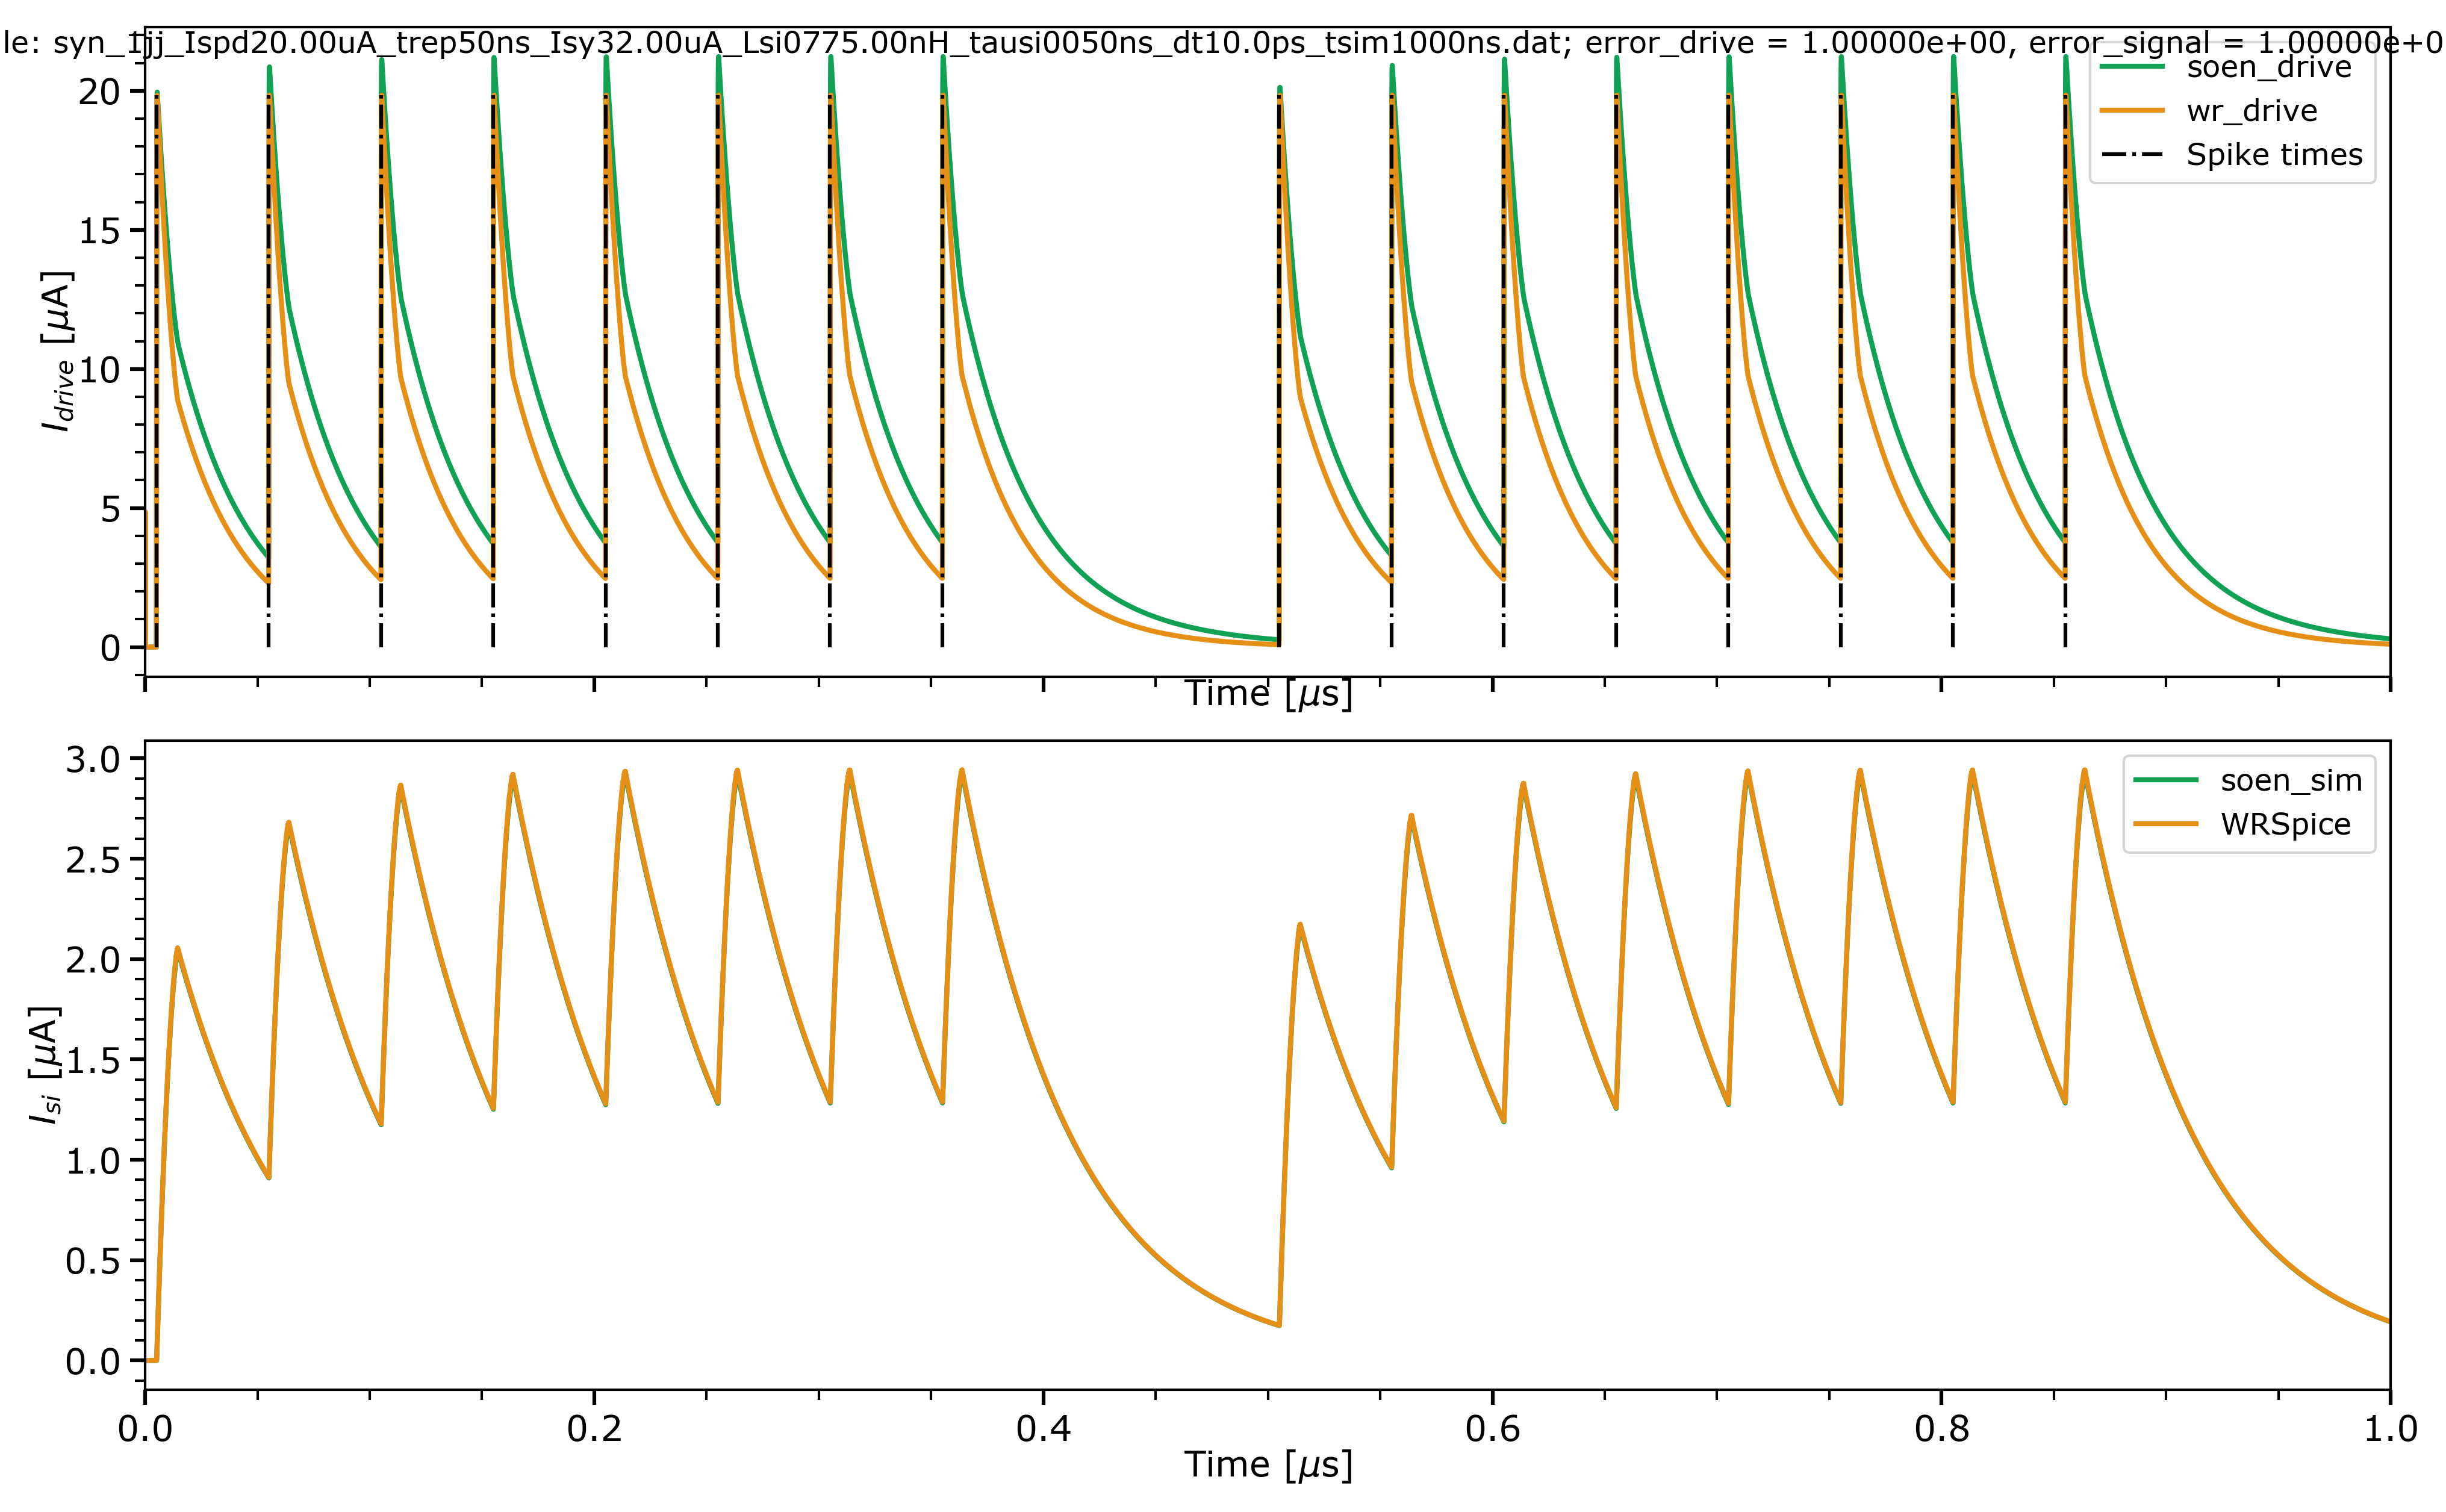 le: syn_1jj_Ispd20.00uA_trep50ns_Isy32.00uA_Lsi0775.00nH_tausi0050ns_dt10.0ps_tsim1000ns.dat; error_drive = 1.00000e+00, error_signal = 1.00000e+0
soen_drive
wr_drive
Spike times
20
15
10
5
0
I_drive [μA]
Time [μs]
soen_sim
WRSpice
3.0
2.5
2.0
1.5
1.0
0.5
0.0
I_si [μA]
0.0 0.2 0.4 0.6 0.8 1.0
Time [μs]